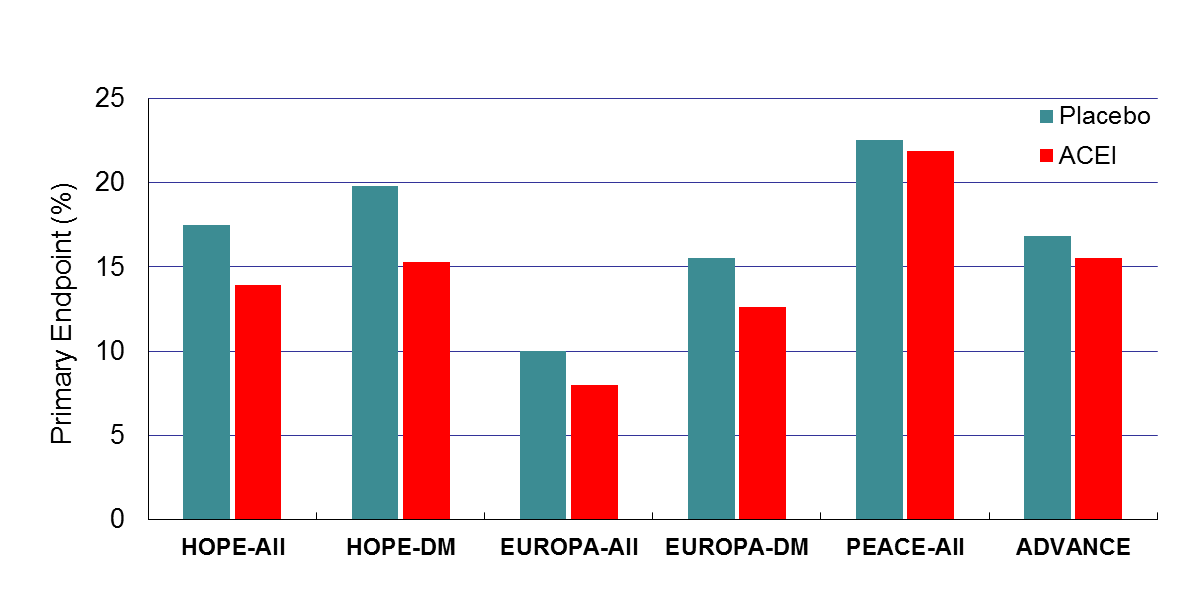 Primary Endpoint (%)
25
20
15
10
5
0
Placebo
ACEI
HOPE-All
HOPE-DM
EUROPA-All
EUROPA-DM
PEACE-All
ADVANCE